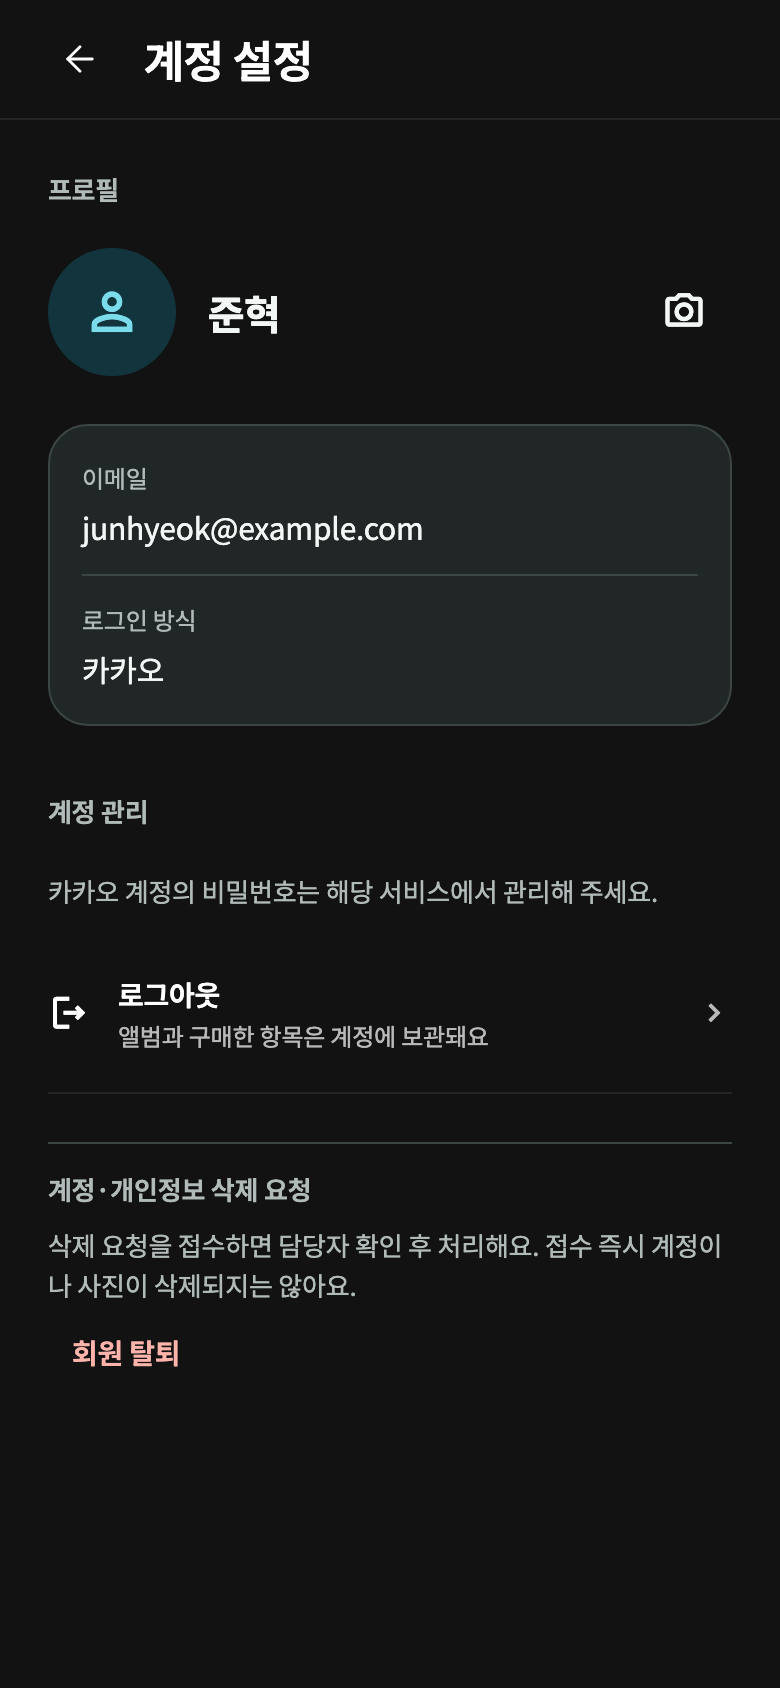 계정 설정
프로필
준혁
이메일
junhyeok@example.com
로그인 방식
카카오
계정 관리
카카오 계정의 비밀번호는 해당 서비스에서 관리해 주세요.
로그아웃
앨범과 구매한 항목은 계정에 보관돼요
계정·개인정보 삭제 요청
삭제 요청을 접수하면 담당자 확인 후 처리해요. 접수 즉시 계정이
나 사진이 삭제되지는 않아요.
회원 탈퇴